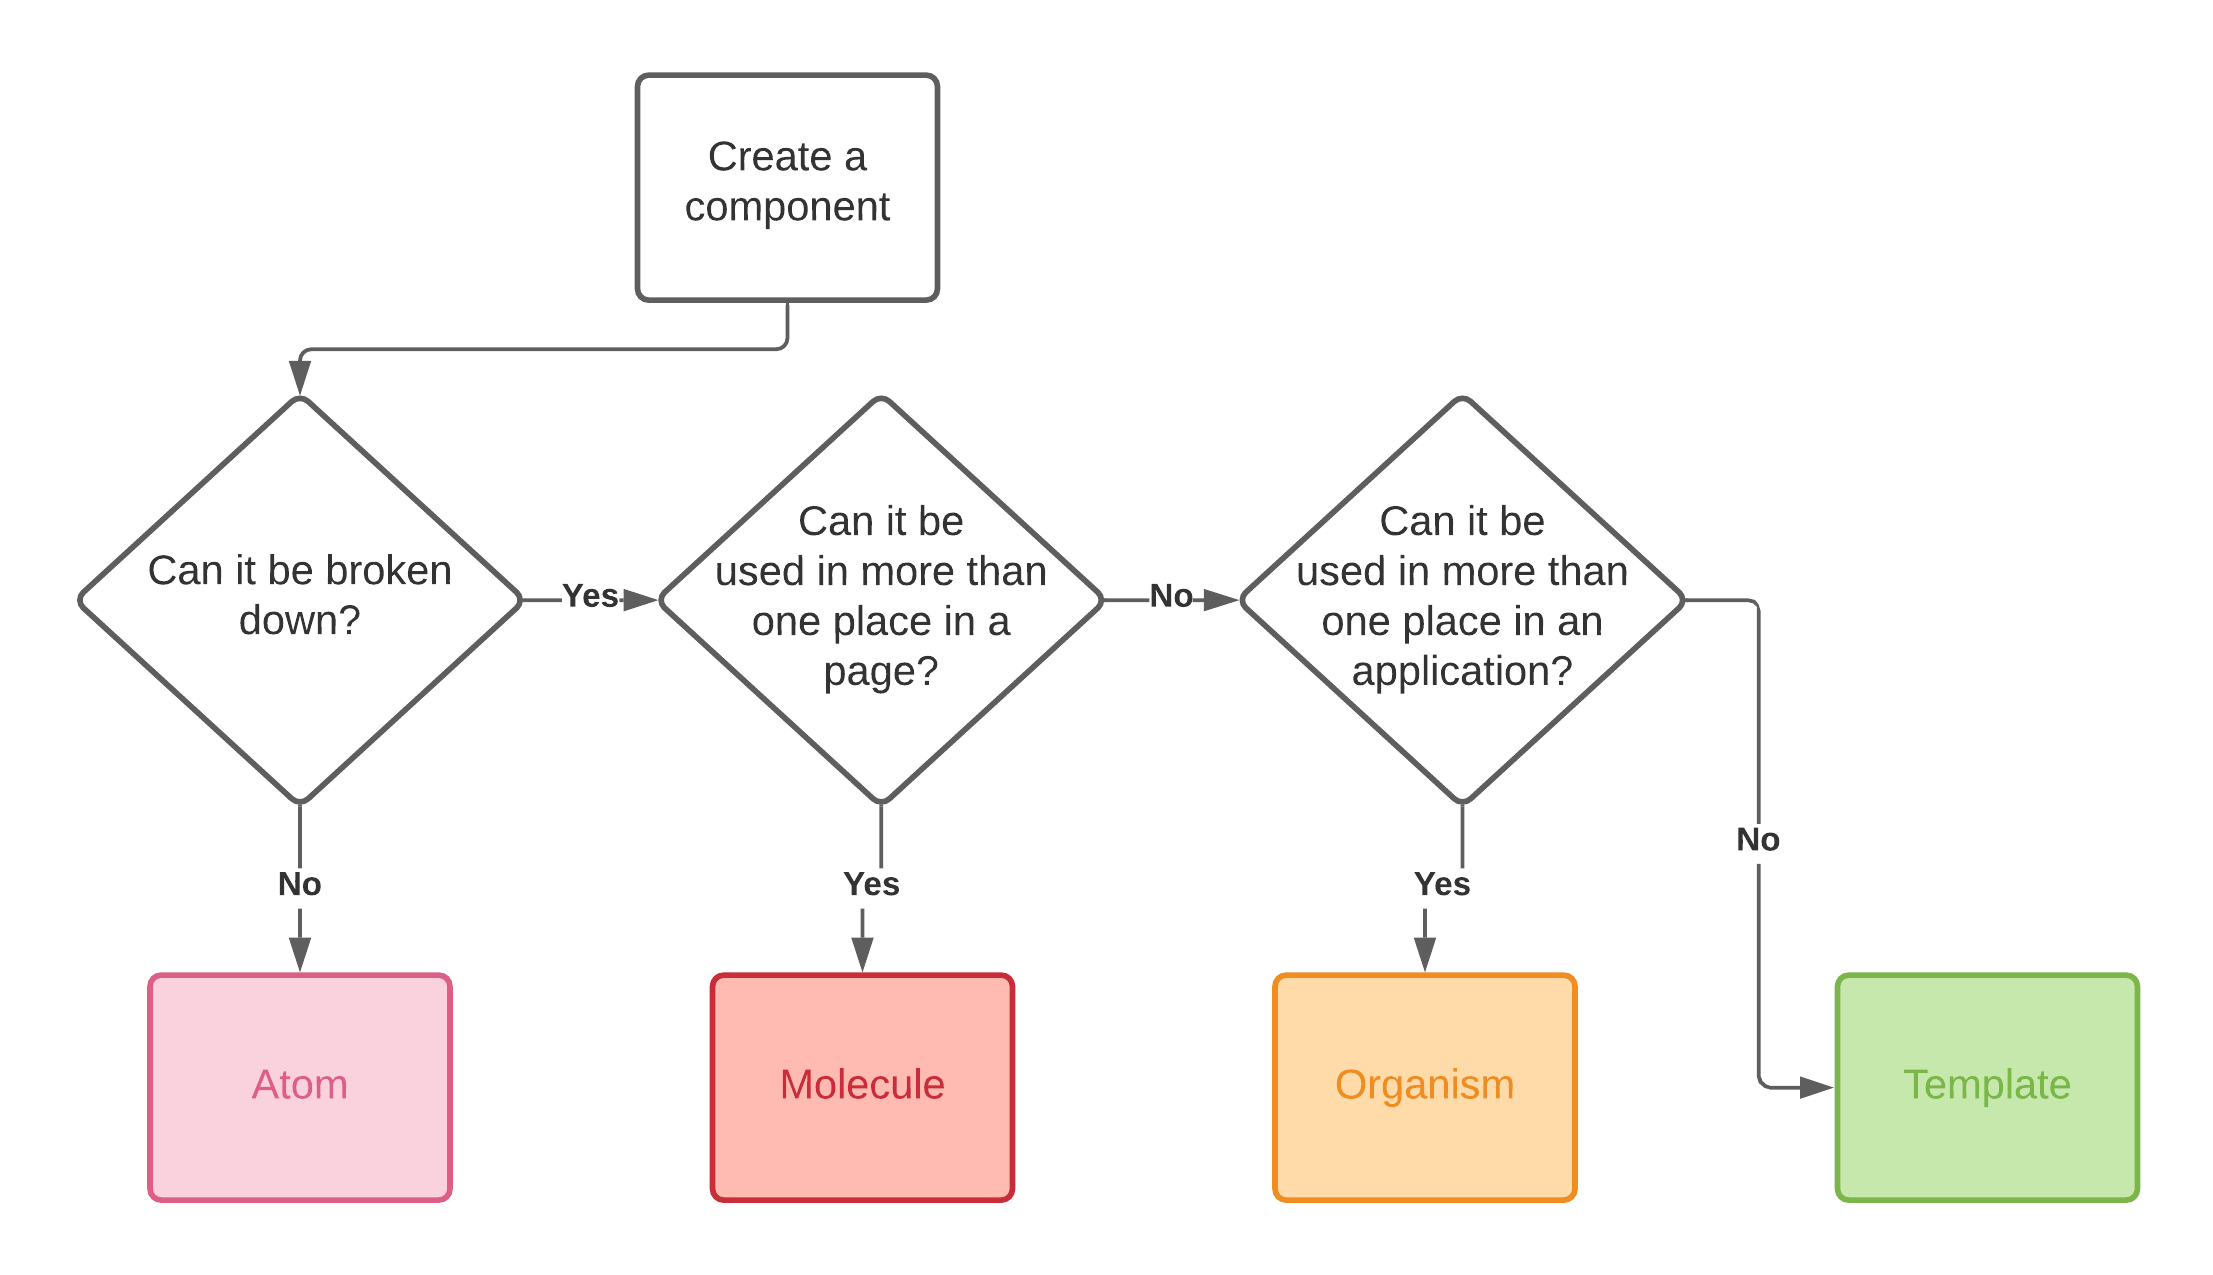 Create a
component
Can it be broken
down?
Yes
Can it be
used in more than
one place in a
page?
No
Can it be
used in more than
one place in an
application?
No
No
Yes
Yes
Atom
Molecule
Organism
Template